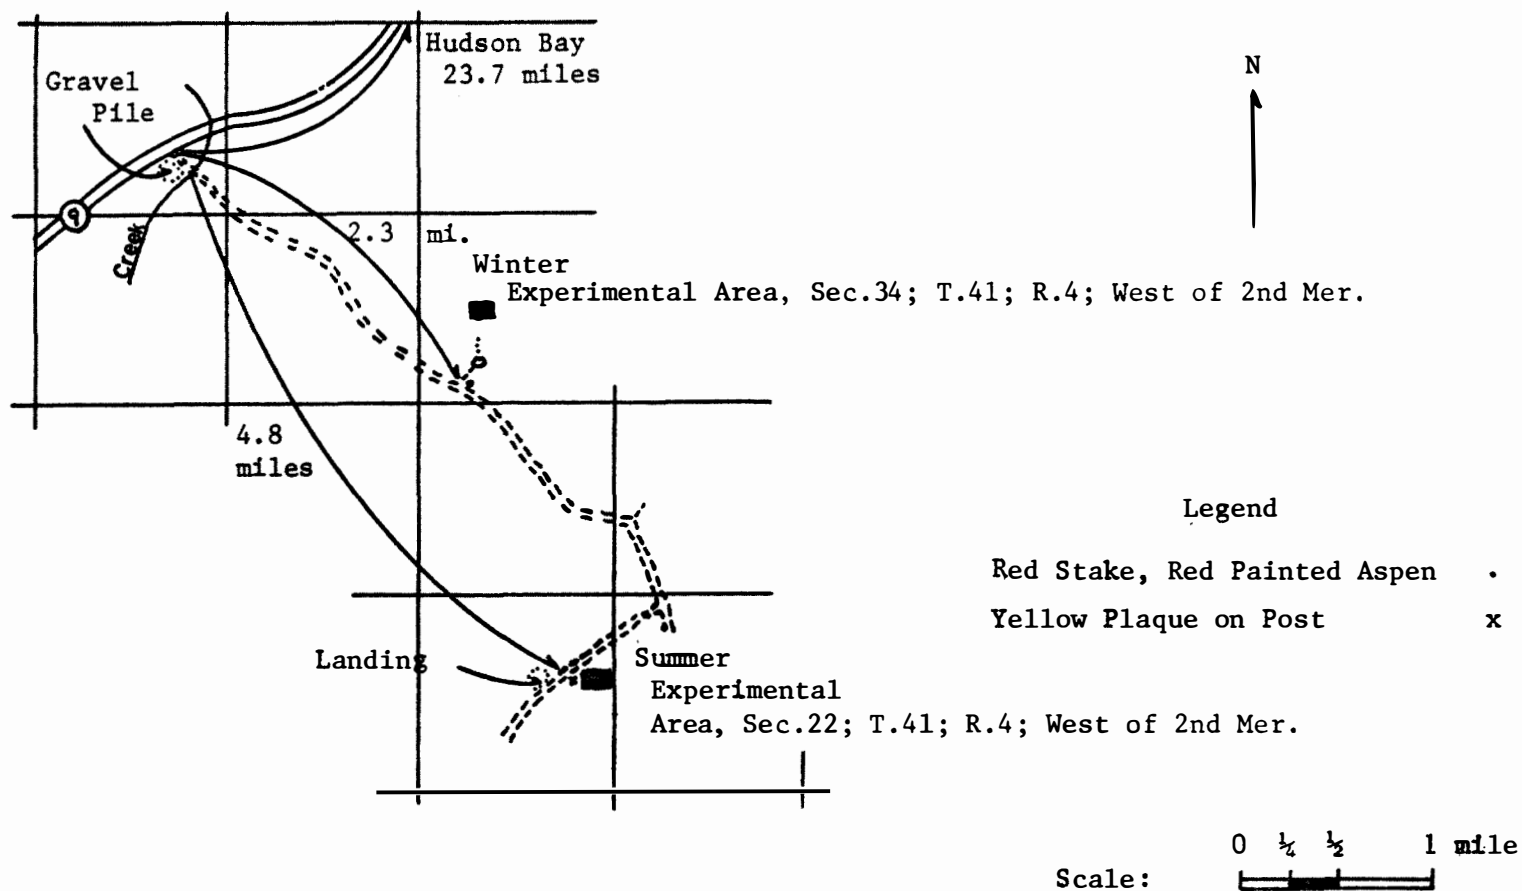 Hudson Bay
23.7 miles
Gravel
Pile
N
9
Creek
2.3 mi.
Winter
Experimental Area, Sec.34; T.41; R.4; West of 2nd Mer.
4.8
miles
Legend
Red Stake, Red Painted Aspen .
Yellow Plaque on Post x
Landing
Summer
Experimental
Area, Sec.22; T.41; R.4; West of 2nd Mer.
0 ¼ ½ 1 mile
Scale: